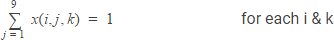 9
∑ x(i,j,k) = 1 for each i & k
j = 1